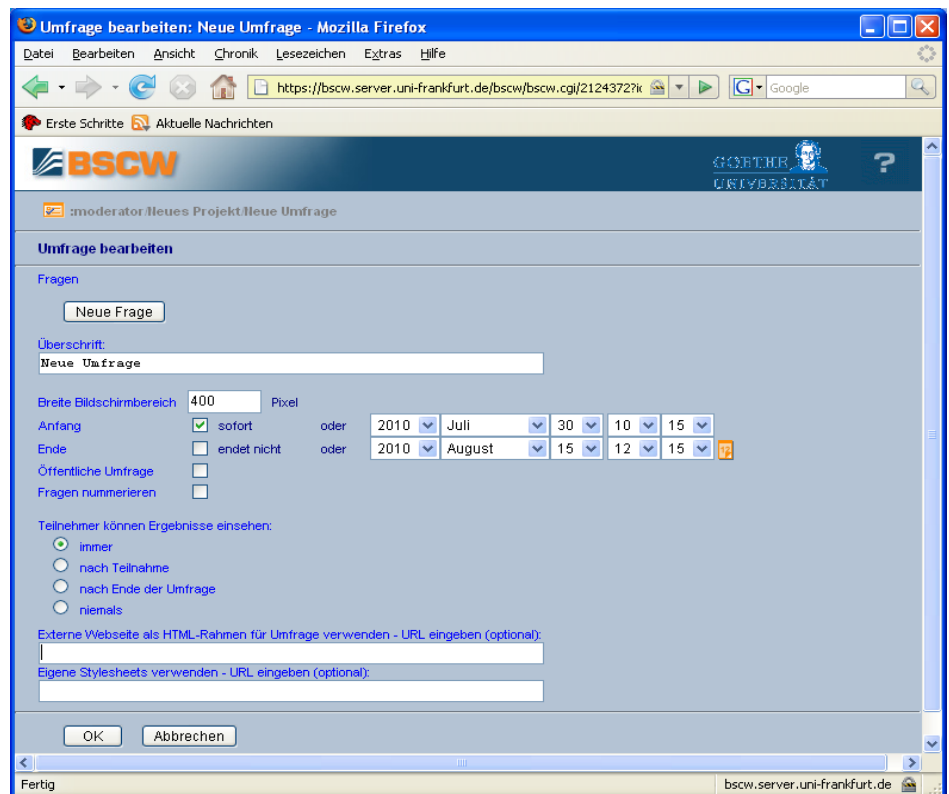 Umfrage bearbeiten: Neue Umfrage - Mozilla Firefox
Datei Bearbeiten Ansicht Chronik Lesezeichen Extras Hilfe
https://bscw.server.uni-frankfurt.de/bscw/bscw.cgi/2124372?ic G Google
Erste Schritte Aktuelle Nachrichten
BSCW GOETHE ?
UNIVERSITÄT
:moderator/Neues Projekt/Neue Umfrage
Umfrage bearbeiten
Fragen
Neue Frage
Überschrift:
Neue Umfrage
Breite Bildschirmbereich 400 Pixel
Anfang sofort oder 2010 Juli 30 10 15
Ende endet nicht oder 2010 August 15 12 15
Öffentliche Umfrage
Fragen nummerieren
Teilnehmer können Ergebnisse einsehen:
immer
nach Teilnahme
nach Ende der Umfrage
niemals
Externe Webseite als HTML-Rahmen für Umfrage verwenden - URL eingeben (optional):
Eigene Stylesheets verwenden - URL eingeben (optional):
OK Abbrechen
Fertig bscw.server.uni-frankfurt.de